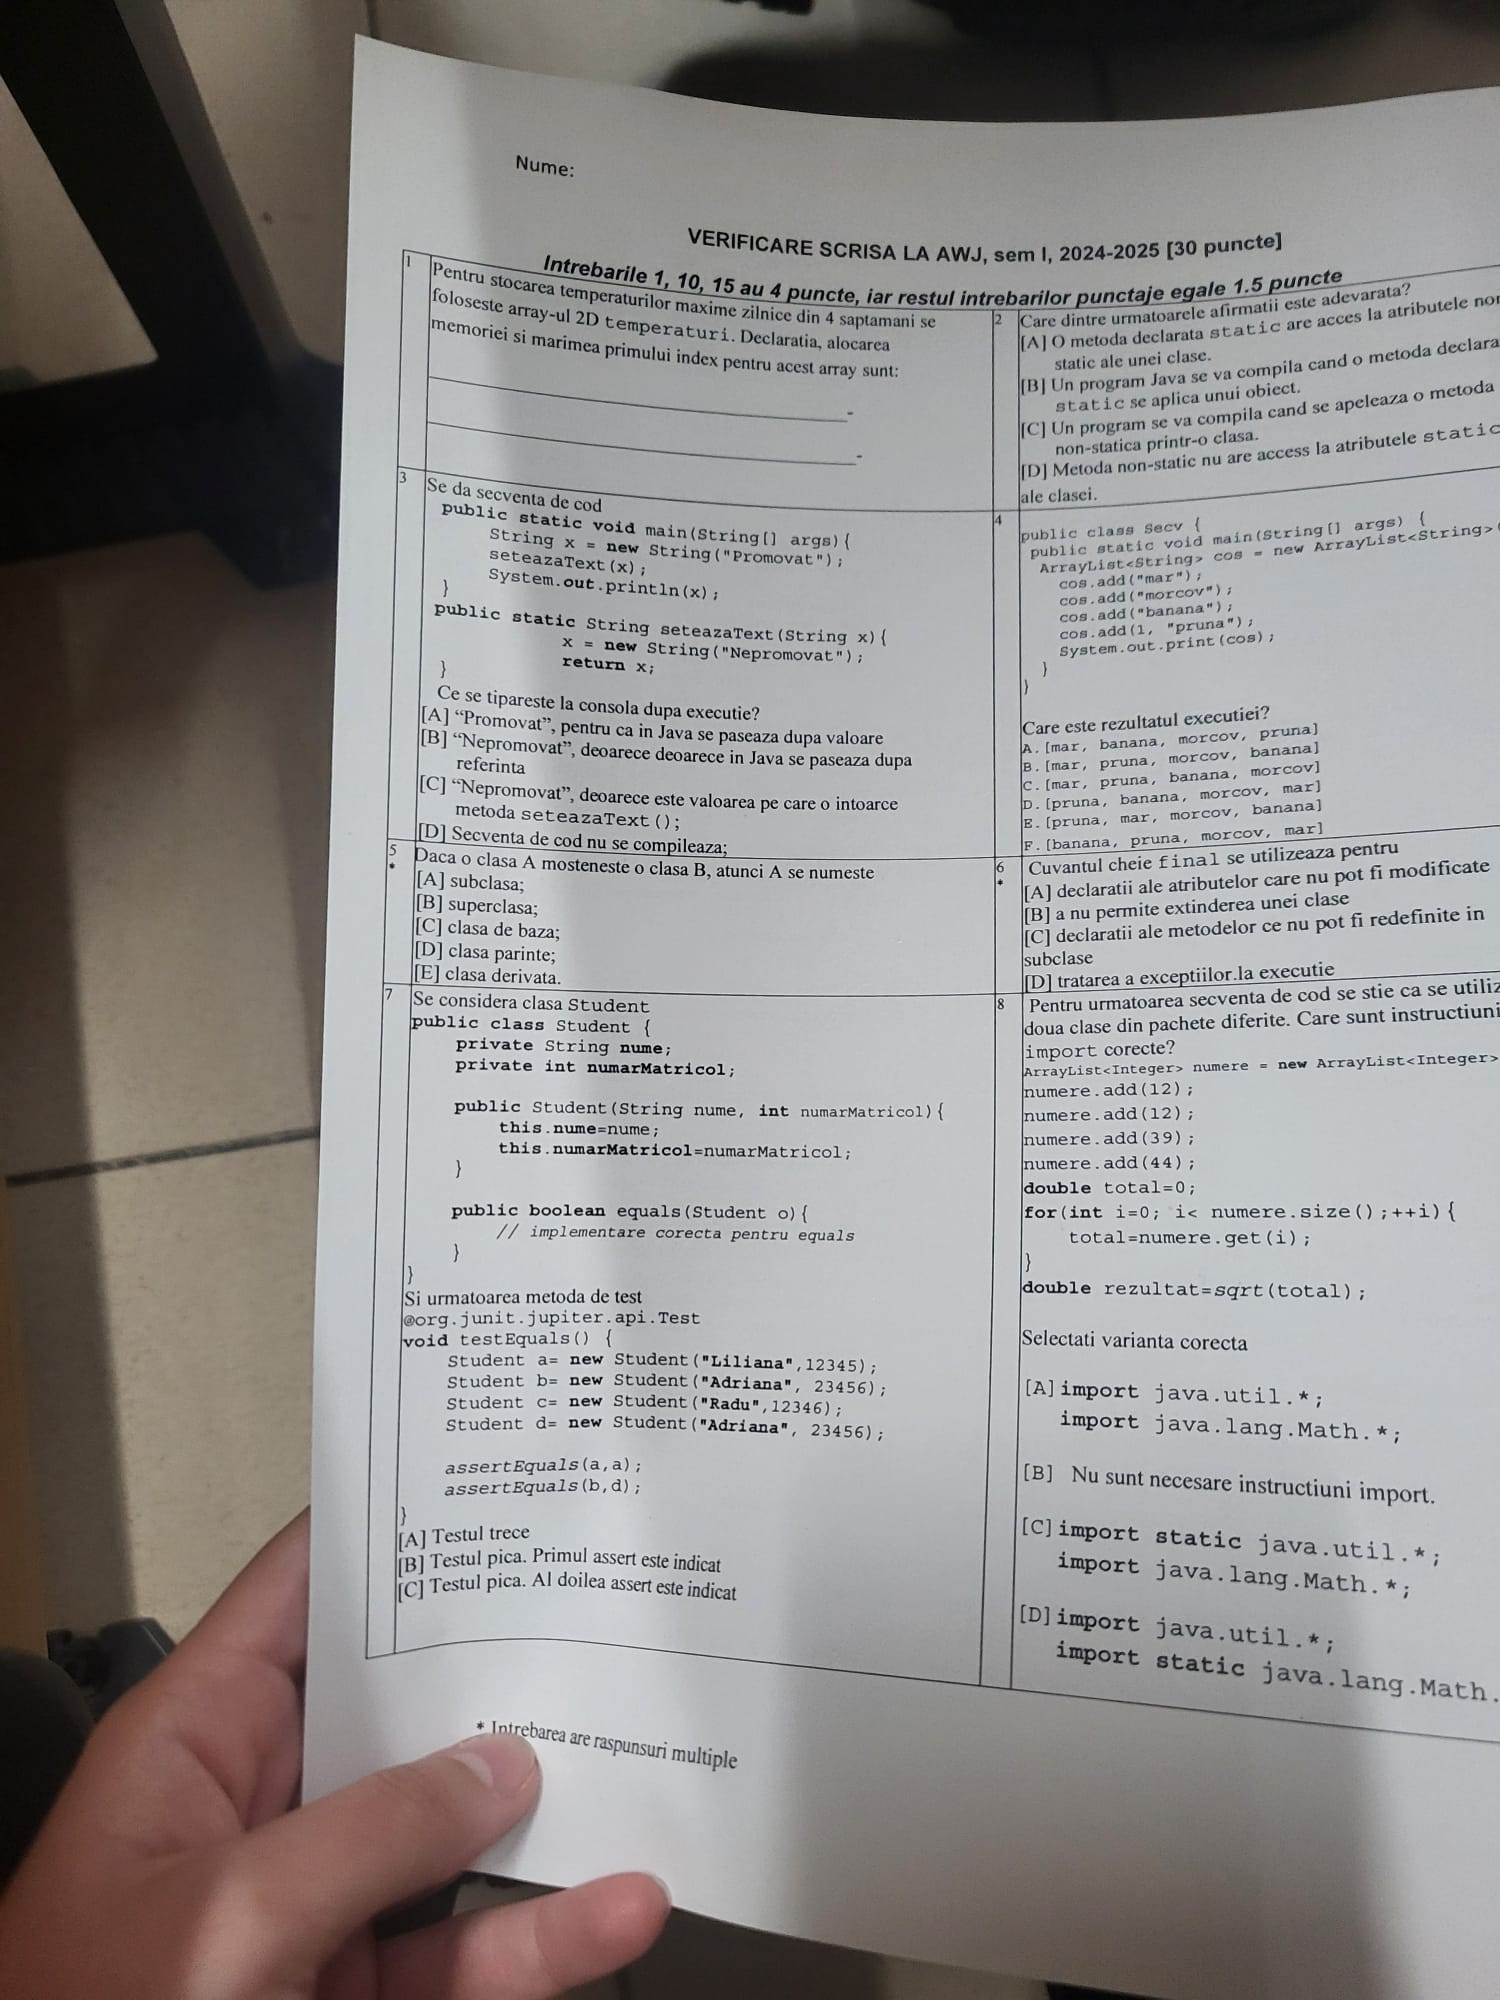 Nume:
VERIFICARE SCRISA LA AWJ, sem I, 2024-2025 [30 puncte]
Intrebarile 1, 10, 15 au 4 puncte, iar restul intrebarilor punctaje egale 1.5 puncte
1
Pentru stocarea temperaturilor maxime zilnice din 4 saptamani se
foloseste array-ul 2D temperaturi. Declaratia, alocarea
memoriei si marimea primului index pentru acest array sunt:
2
Care dintre urmatoarele afirmatii este adevarata?
[A] O metoda declarata static are acces la atributele non
static ale unei clase.
[B] Un program Java se va compila cand o metoda declara
static se aplica unui obiect.
[C] Un program se va compila cand se apeleaza o metoda
non-statica printr-o clasa.
[D] Metoda non-static nu are access la atributele static
ale clasei.
3
Se da secventa de cod
public static void main(String[] args){
String x = new String("Promovat");
seteazaText(x);
System.out.println(x);
}
public static String seteazaText(String x){
x = new String("Nepromovat");
return x;
}
Ce se tipareste la consola dupa executie?
[A] “Promovat”, pentru ca in Java se paseaza dupa valoare
[B] “Nepromovat”, deoarece deoarece in Java se paseaza dupa
referinta
[C] “Nepromovat”, deoarece este valoarea pe care o intoarce
metoda seteazaText();
[D] Secventa de cod nu se compileaza;
4
public class Secv {
public static void main(String[] args) {
ArrayList<String> cos = new ArrayList<String>(
cos.add("mar");
cos.add("morcov");
cos.add("banana");
cos.add(1, "pruna");
System.out.print(cos);
}
}
Care este rezultatul executiei?
A. [mar, banana, morcov, pruna]
B. [mar, pruna, morcov, banana]
C. [mar, pruna, banana, morcov]
D. [pruna, banana, morcov, mar]
E. [pruna, mar, morcov, banana]
F. [banana, pruna, morcov, mar]
5
*
Daca o clasa A mosteneste o clasa B, atunci A se numeste
[A] subclasa;
[B] superclasa;
[C] clasa de baza;
[D] clasa parinte;
[E] clasa derivata.
6
*
Cuvantul cheie final se utilizeaza pentru
[A] declaratii ale atributelor care nu pot fi modificate
[B] a nu permite extinderea unei clase
[C] declaratii ale metodelor ce nu pot fi redefinite in
subclase
[D] tratarea a exceptiilor.la executie
7
Se considera clasa Student
public class Student {
private String nume;
private int numarMatricol;
public Student(String nume, int numarMatricol){
this.nume=nume;
this.numarMatricol=numarMatricol;
}
public boolean equals(Student o){
// implementare corecta pentru equals
}
}
Si urmatoarea metoda de test
@org.junit.jupiter.api.Test
void testEquals() {
Student a= new Student("Liliana",12345);
Student b= new Student("Adriana", 23456);
Student c= new Student("Radu",12346);
Student d= new Student("Adriana", 23456);
assertEquals(a,a);
assertEquals(b,d);
}
[A] Testul trece
[B] Testul pica. Primul assert este indicat
[C] Testul pica. Al doilea assert este indicat
8
Pentru urmatoarea secventa de cod se stie ca se utiliz
doua clase din pachete diferite. Care sunt instructiuni
import corecte?
ArrayList<Integer> numere = new ArrayList<Integer>
numere.add(12);
numere.add(12);
numere.add(39);
numere.add(44);
double total=0;
for(int i=0; i< numere.size();++i){
total=numere.get(i);
}
double rezultat=sqrt(total);
Selectati varianta corecta
[A] import java.util.*;
import java.lang.Math.*;
[B] Nu sunt necesare instructiuni import.
[C] import static java.util.*;
import java.lang.Math.*;
[D] import java.util.*;
import static java.lang.Math.
* Intrebarea are raspunsuri multiple